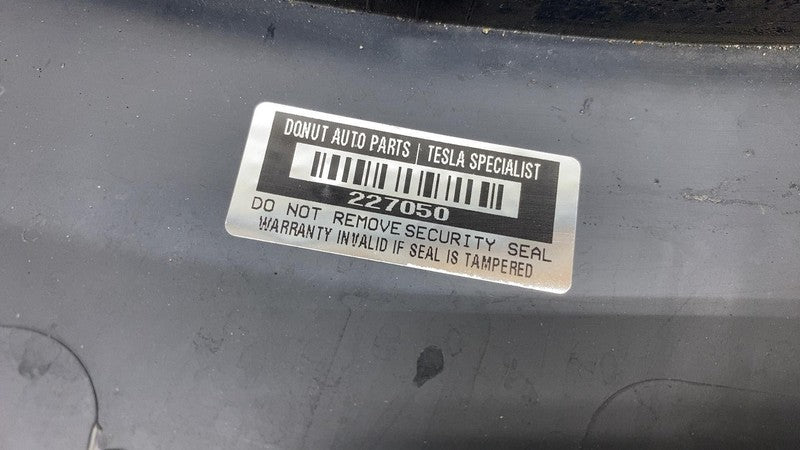 DONUT AUTO PARTS | TESLA SPECIALIST
227050
DO NOT REMOVE SECURITY SEAL
WARRANTY INVALID IF SEAL IS TAMPERED